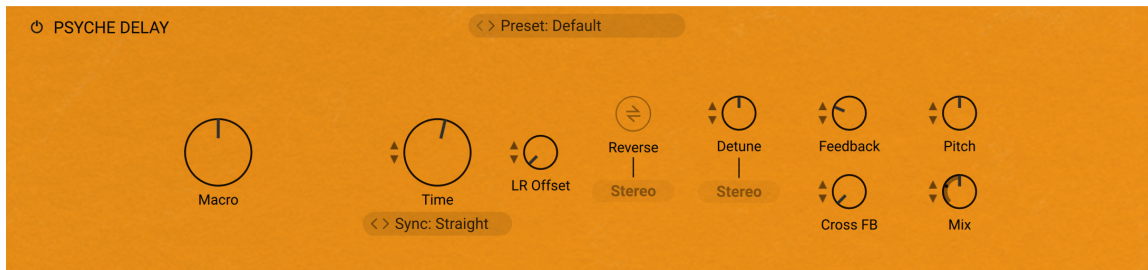 PSYCHE DELAY
Preset: Default
Macro
Time
Sync: Straight
LR Offset
Reverse
Stereo
Detune
Stereo
Feedback
Cross FB
Pitch
Mix